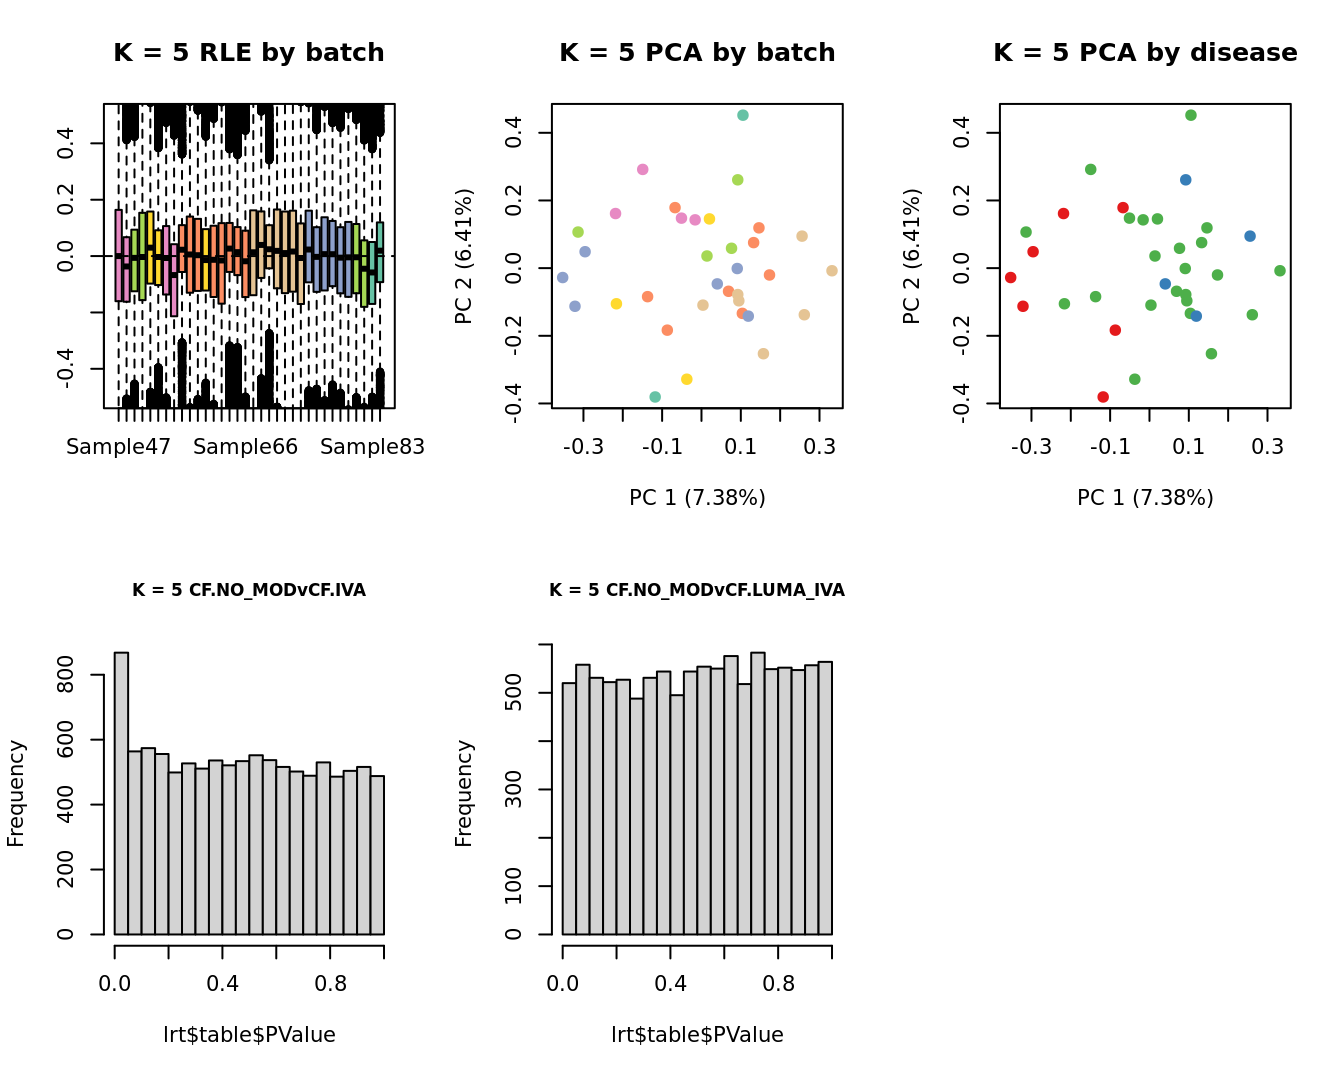 K = 5 RLE by batch
0.4
0.2
0.0
-0.4
Sample47 Sample66 Sample83
K = 5 PCA by batch
PC 2 (6.41%)
0.4
0.2
0.0
-0.2
-0.4
-0.3 -0.1 0.1 0.3
PC 1 (7.38%)
K = 5 PCA by disease
PC 2 (6.41%)
0.4
0.2
0.0
-0.2
-0.4
-0.3 -0.1 0.1 0.3
PC 1 (7.38%)
K = 5 CF.NO_MODvCF.IVA
Frequency
800
600
400
200
0
0.0 0.4 0.8
lrt$table$PValue
K = 5 CF.NO_MODvCF.LUMA_IVA
Frequency
500
300
100
0
0.0 0.4 0.8
lrt$table$PValue